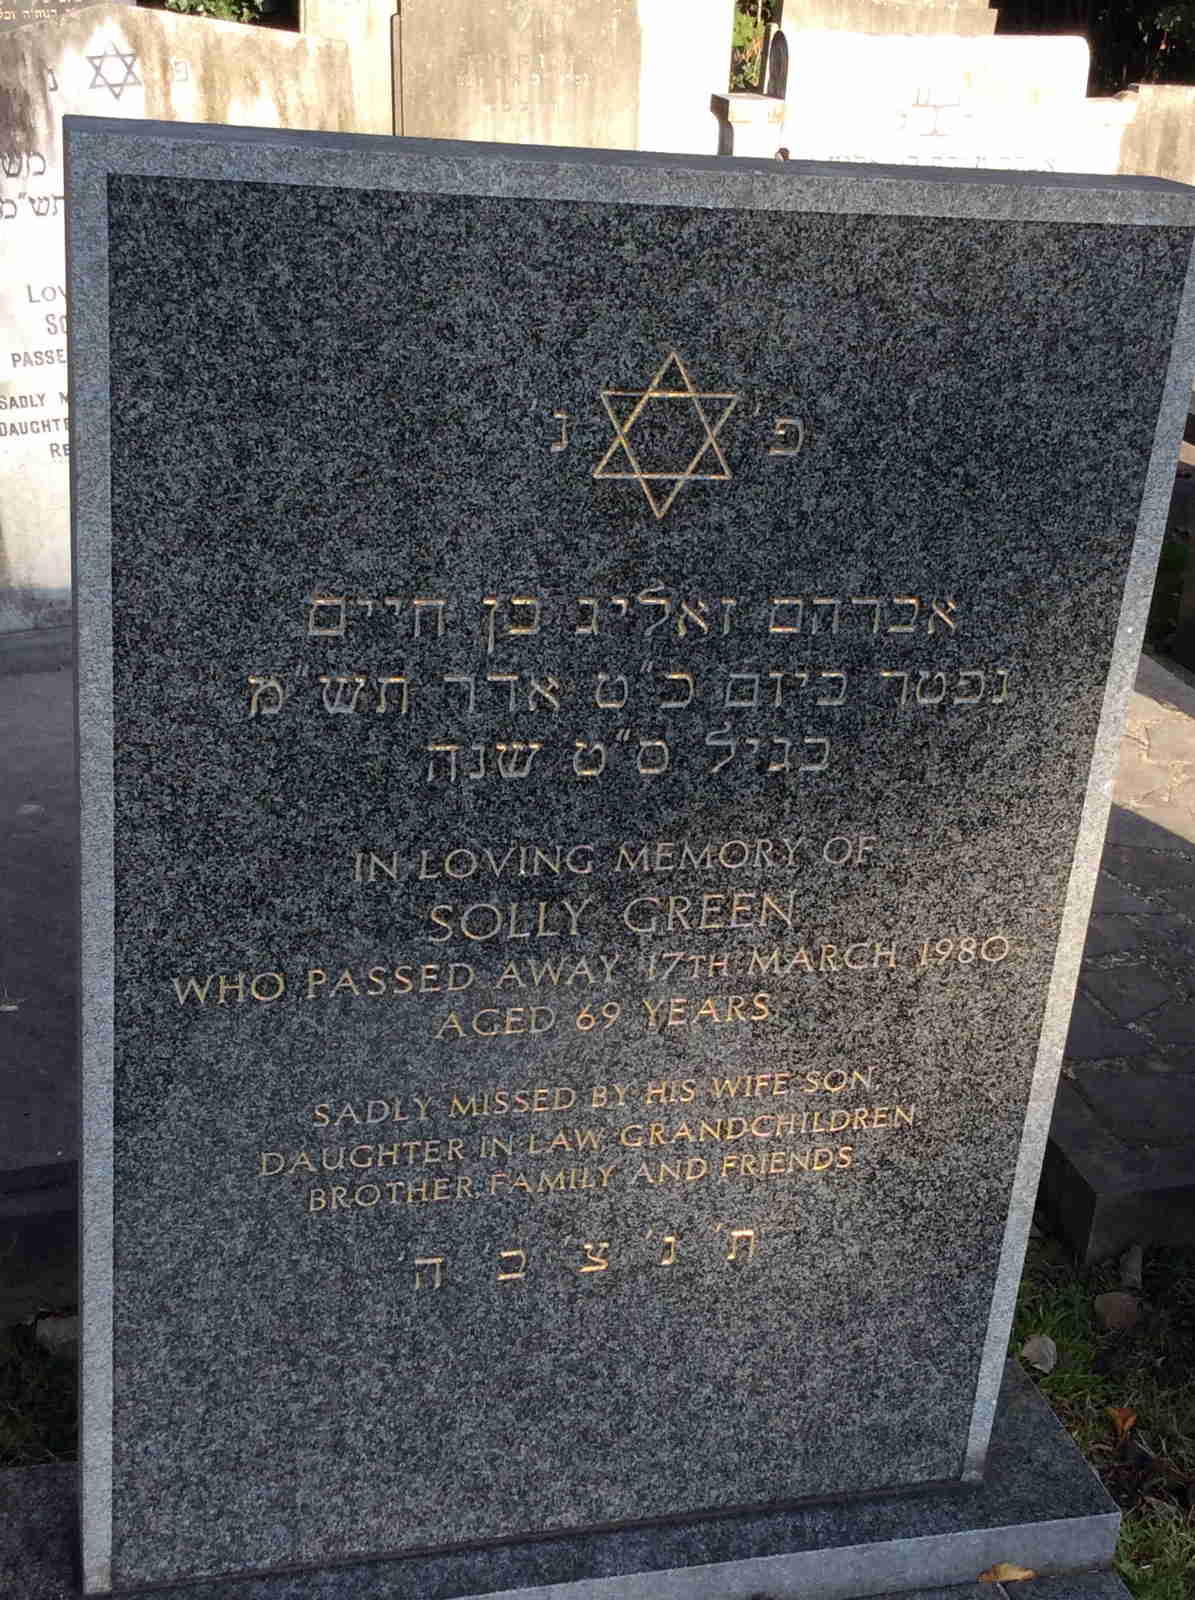 פ' נ'
אברהם זאליג בן חיים
נפטר ביום כ"ט אדר תש"מ
בגיל ס"ט שנה
IN LOVING MEMORY OF
SOLLY GREEN
WHO PASSED AWAY 17TH MARCH 1980
AGED 69 YEARS
SADLY MISSED BY HIS WIFE SON
DAUGHTER IN LAW, GRANDCHILDREN
BROTHER, FAMILY AND FRIENDS
ת' נ' צ' ב' ה'
נ פ
תש"מ
SADLY